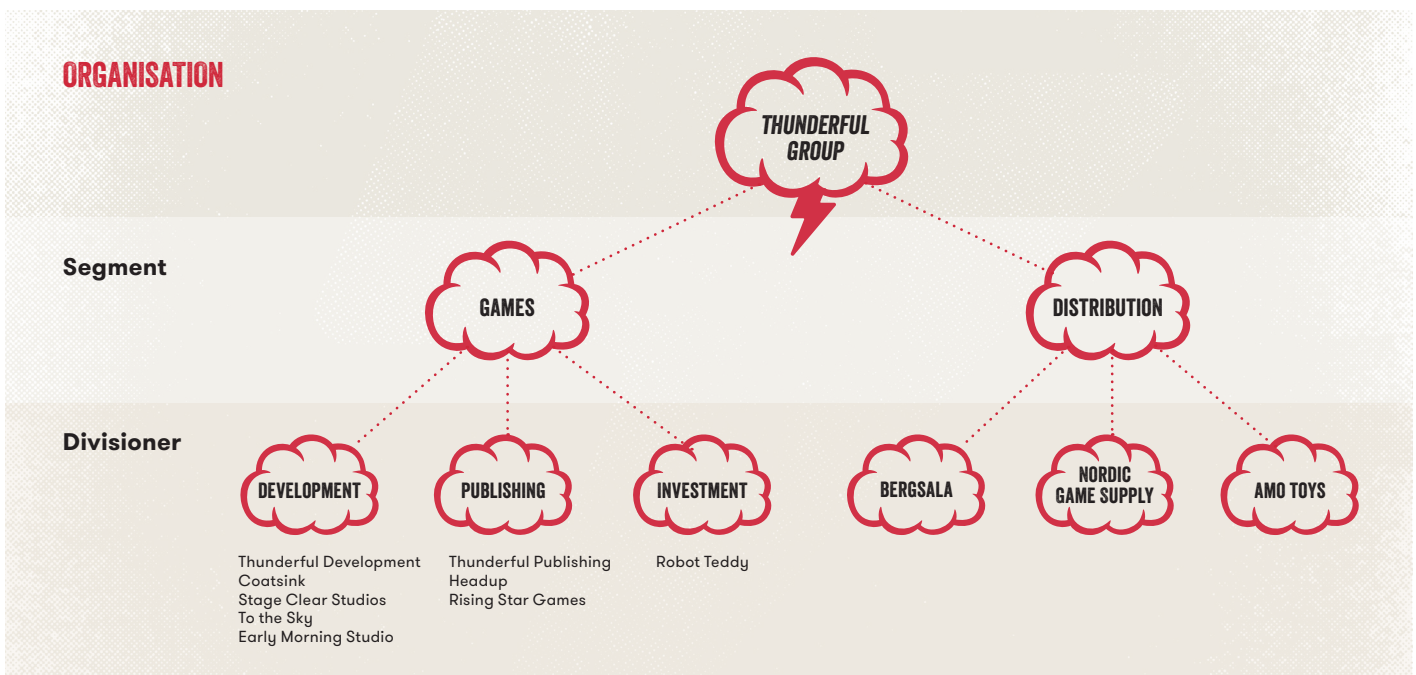 ORGANISATION
THUNDERFUL
GROUP
Segment
GAMES
DISTRIBUTION
Divisioner
DEVELOPMENT
PUBLISHING
INVESTMENT
BERGSALA
NORDIC
GAME SUPPLY
AMO TOYS
Thunderful Development
Coatsink
Stage Clear Studios
To the Sky
Early Morning Studio
Thunderful Publishing
Headup
Rising Star Games
Robot Teddy